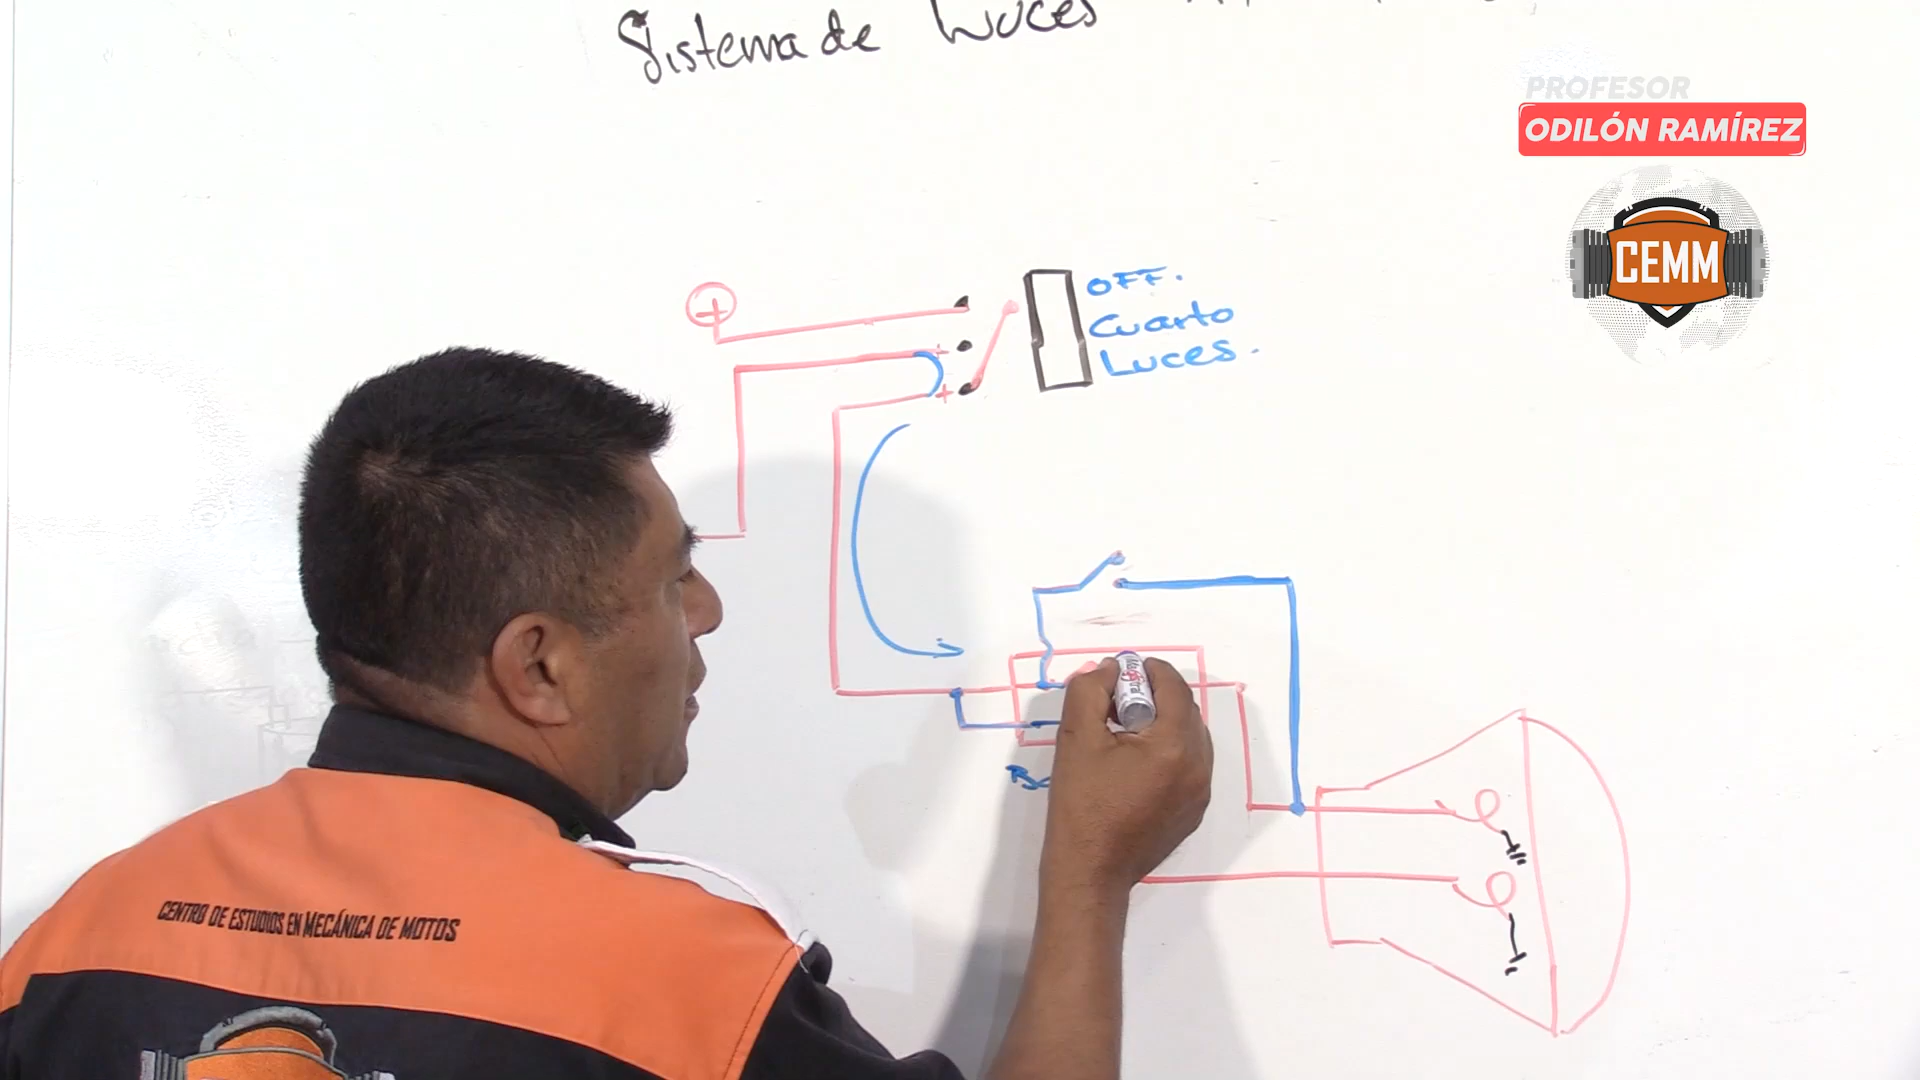 Sistema de Luces
PROFESOR
ODILÓN RAMÍREZ
CEMM
+
OFF.
Cuarto
Luces.
+
+
CENTRO DE ESTUDIOS EN MECÁNICA DE MOTOS